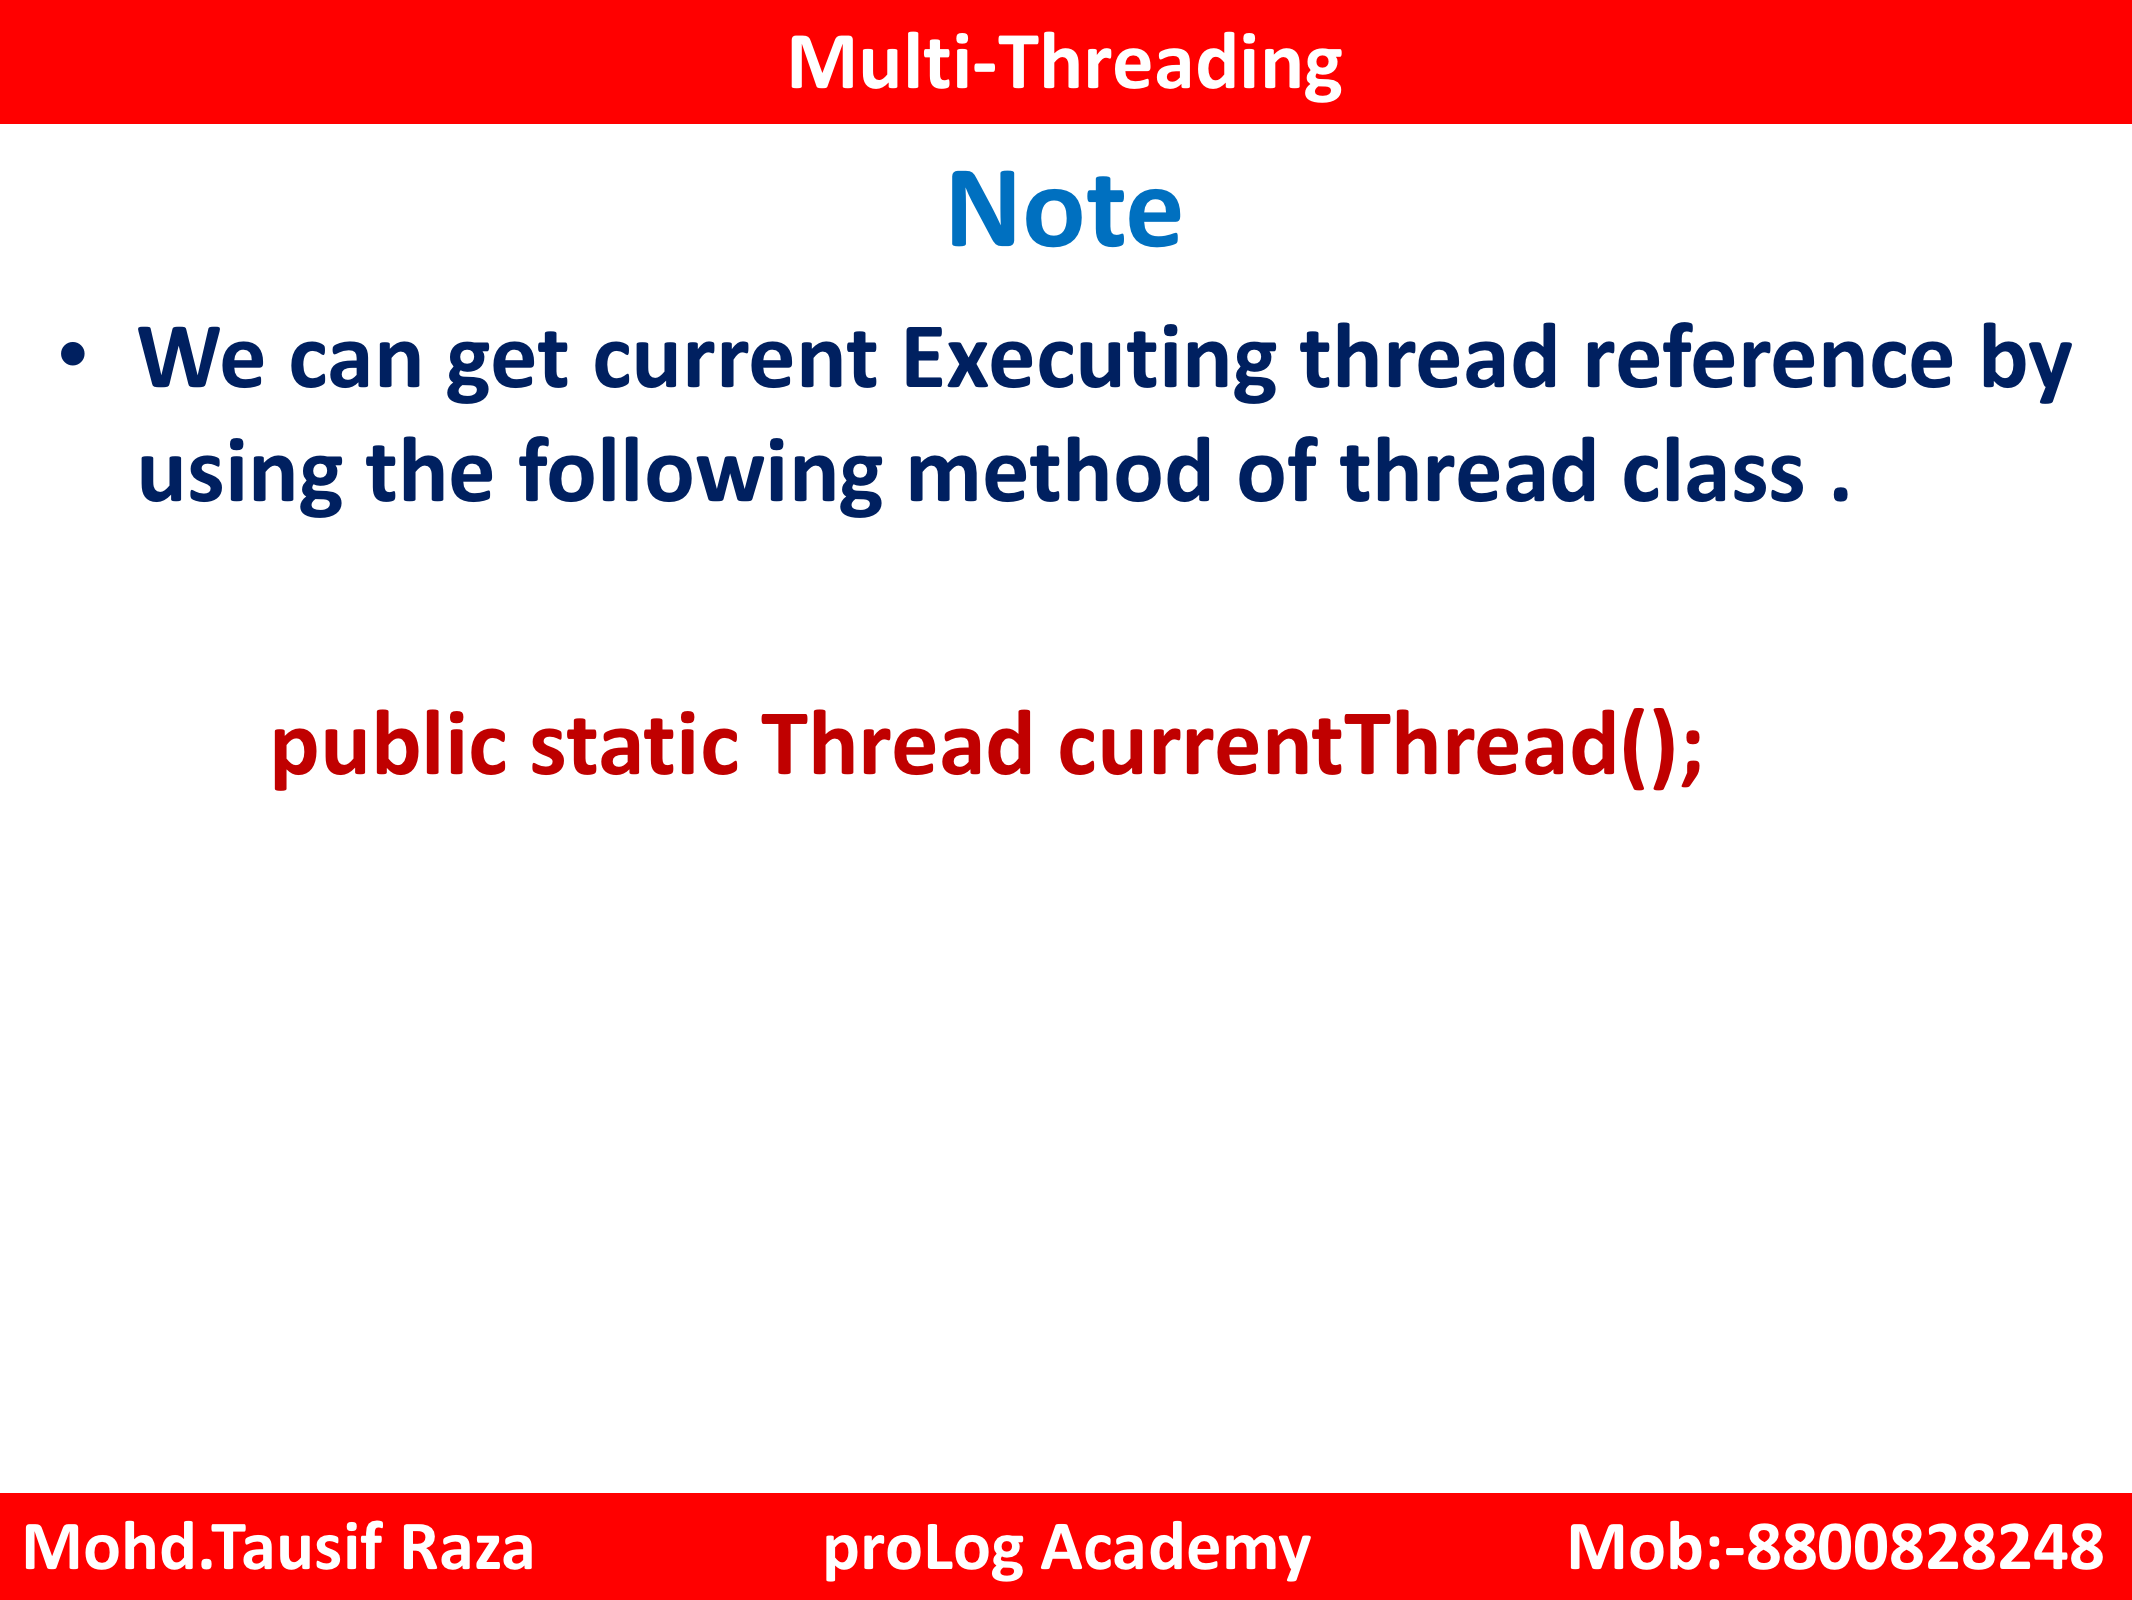 Multi-Threading
Note
• We can get current Executing thread reference by
using the following method of thread class .
public static Thread currentThread();
Mohd.Tausif Raza proLog Academy Mob:-8800828248